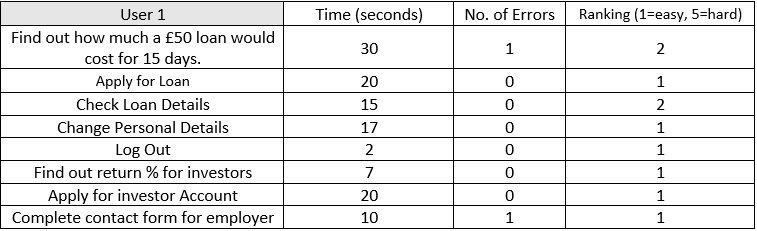 User 1 Time (seconds) No. of Errors Ranking (1=easy, 5=hard)
Find out how much a £50 loan would
cost for 15 days. 30 1 2
Apply for Loan 20 0 1
Check Loan Details 15 0 2
Change Personal Details 17 0 1
Log Out 2 0 1
Find out return % for investors 7 0 1
Apply for investor Account 20 0 1
Complete contact form for employer 10 1 1